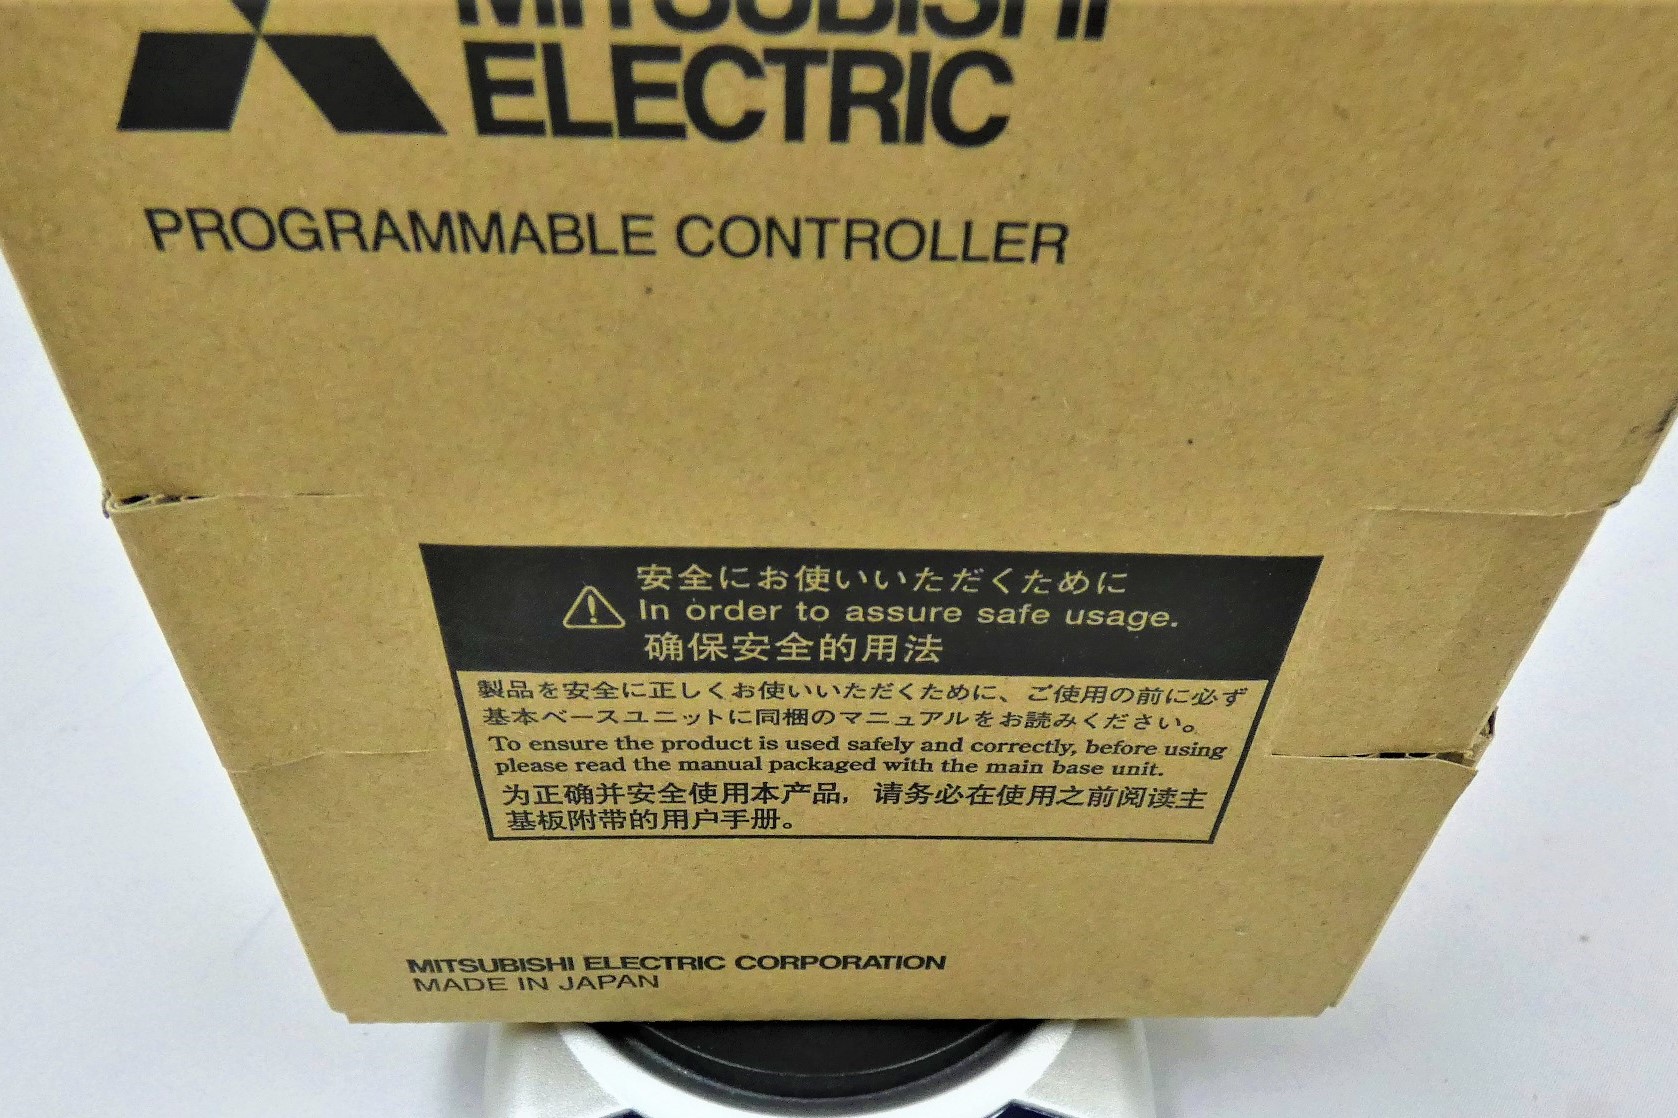 MITSUBISHI
ELECTRIC
PROGRAMMABLE CONTROLLER
安全にお使いいただくために
In order to assure safe usage.
确保安全的用法
製品を安全に正しくお使いいただくために、ご使用の前に必ず
基本ベースユニットに同梱のマニュアルをお読みください。
To ensure the product is used safely and correctly, before using
please read the manual packaged with the main base unit.
为正确并安全使用本产品，请务必在使用之前阅读主
基板附带的用户手册。
MITSUBISHI ELECTRIC CORPORATION
MADE IN JAPAN